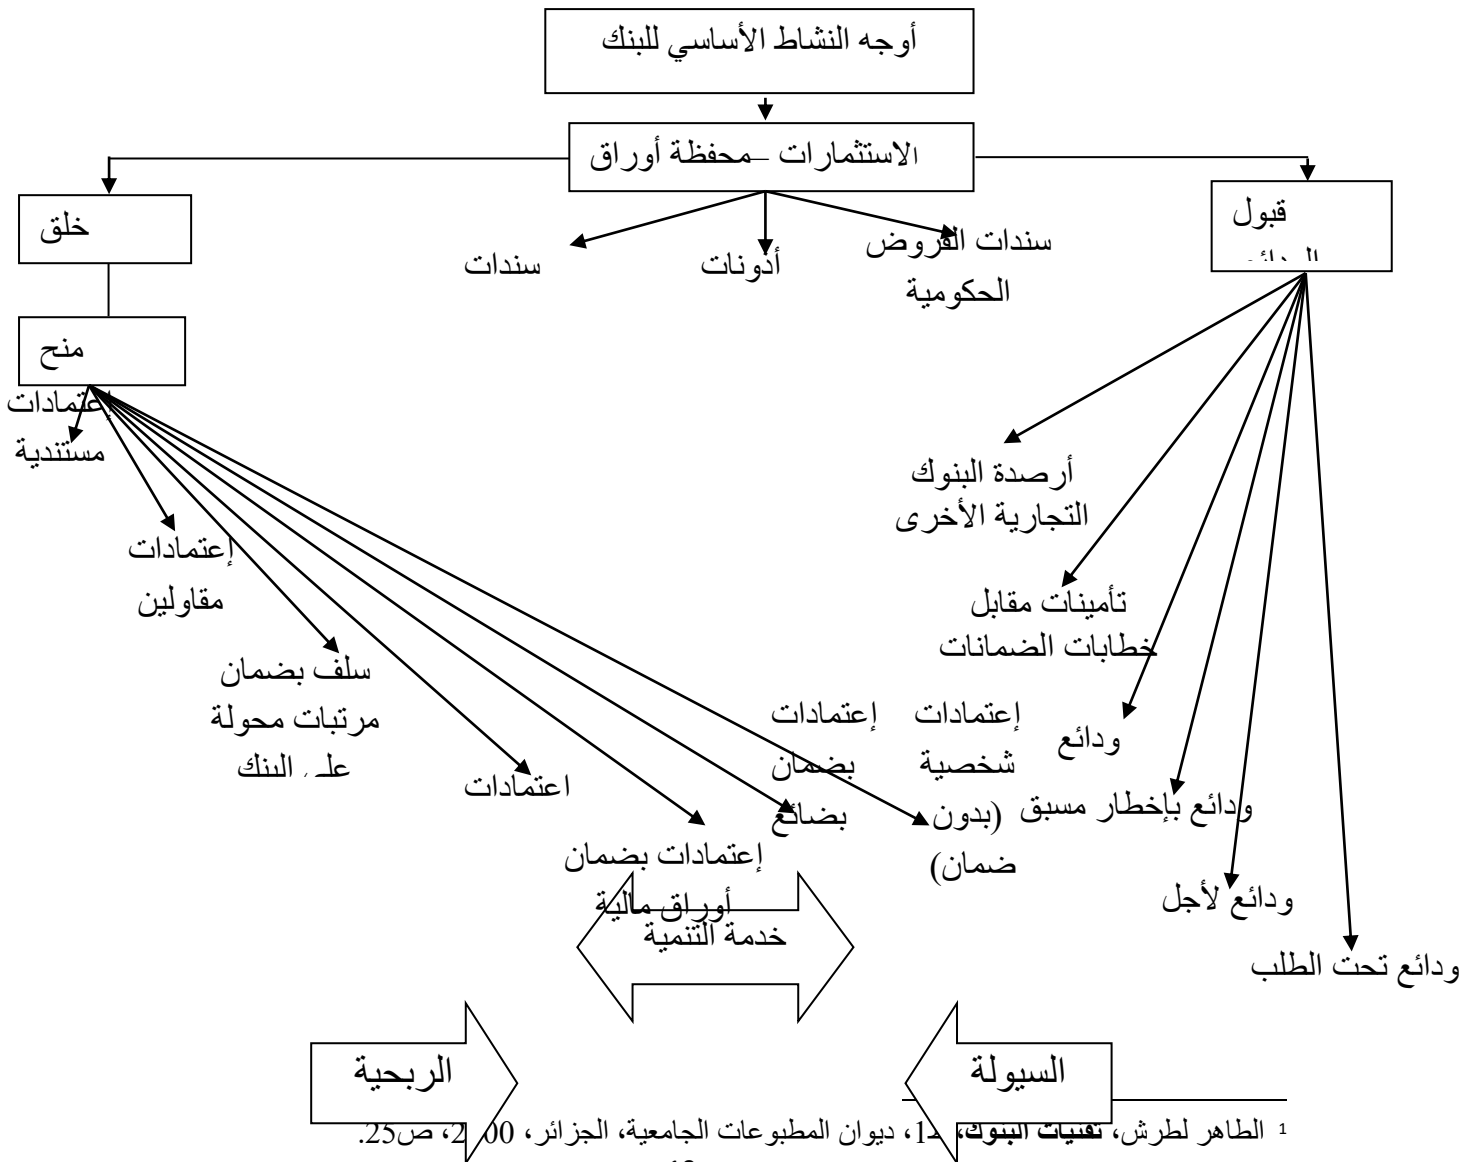 أوجه النشاط الأساسي للبنك
الاستثمارات –محفظة أوراق
قبول
خلق
منح
سندات القروض
الحكومية
أذونات
سندات
أرصدة البنوك
التجارية الأخرى
تأمينات مقابل
خطابات الضمانات
ودائع
ودائع بإخطار مسبق
ودائع لأجل
ودائع تحت الطلب
إعتمادات
مستندية
إعتمادات
مقاولين
سلف بضمان
مرتبات محولة
على البنك
اعتمادات
إعتمادات بضمان
أوراق مالية
إعتمادات
بضمان
بضائع
إعتمادات
شخصية
(بدون
ضمان)
خدمة التنمية
السيولة
الربحية
1 الطاهر لطرش، تقنيات البنوك، ديوان المطبوعات الجامعية، الجزائر، ص25.